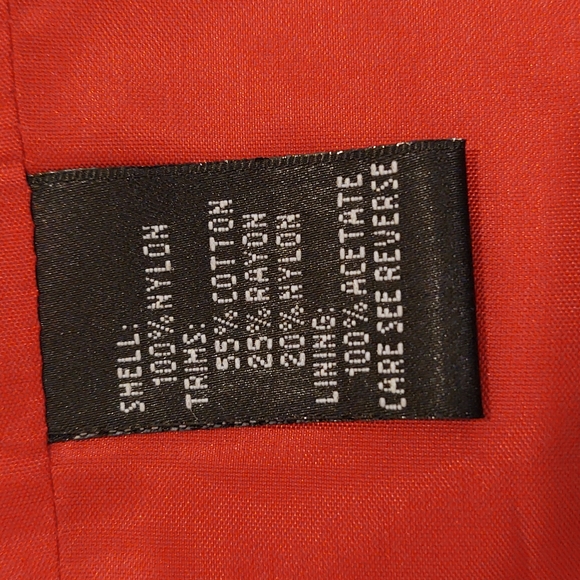 SHELL:
100% NYLON
TRIMS:
55% COTTON
25% RAYON
20% NYLON
LINING:
100% ACETATE
CARE SEE REVERSE